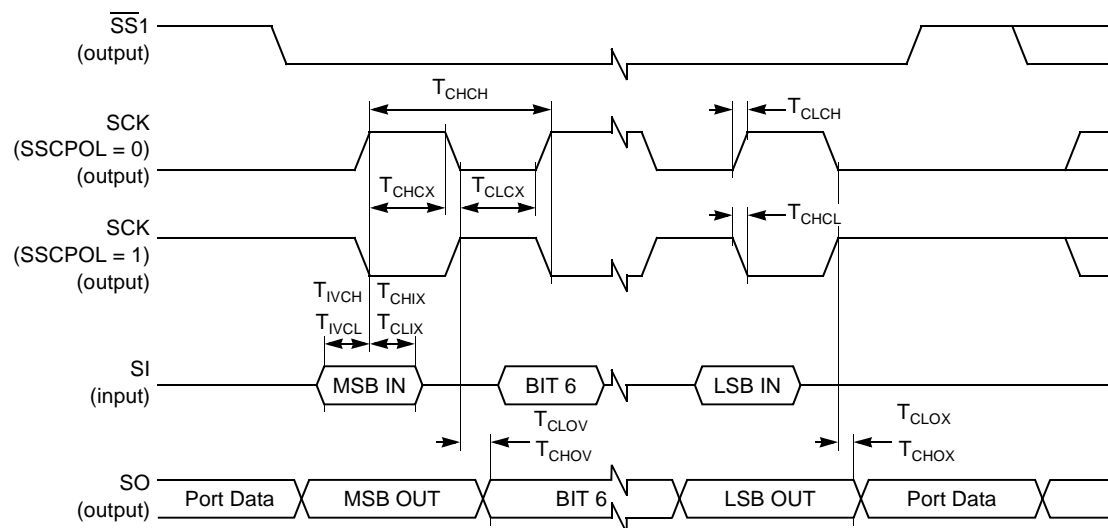 SS1
(output)
T_CHCH
T_CLCH
SCK
(SSCPOL = 0)
(output)
T_CHCX T_CLCX
T_CHCL
SCK
(SSCPOL = 1)
(output)
T_IVCH T_CHIX
T_IVCL T_CLIX
SI
(input)
MSB IN BIT 6 LSB IN
T_CLOV T_CLOX
T_CHOV T_CHOX
SO
(output)
Port Data MSB OUT BIT 6 LSB OUT Port Data